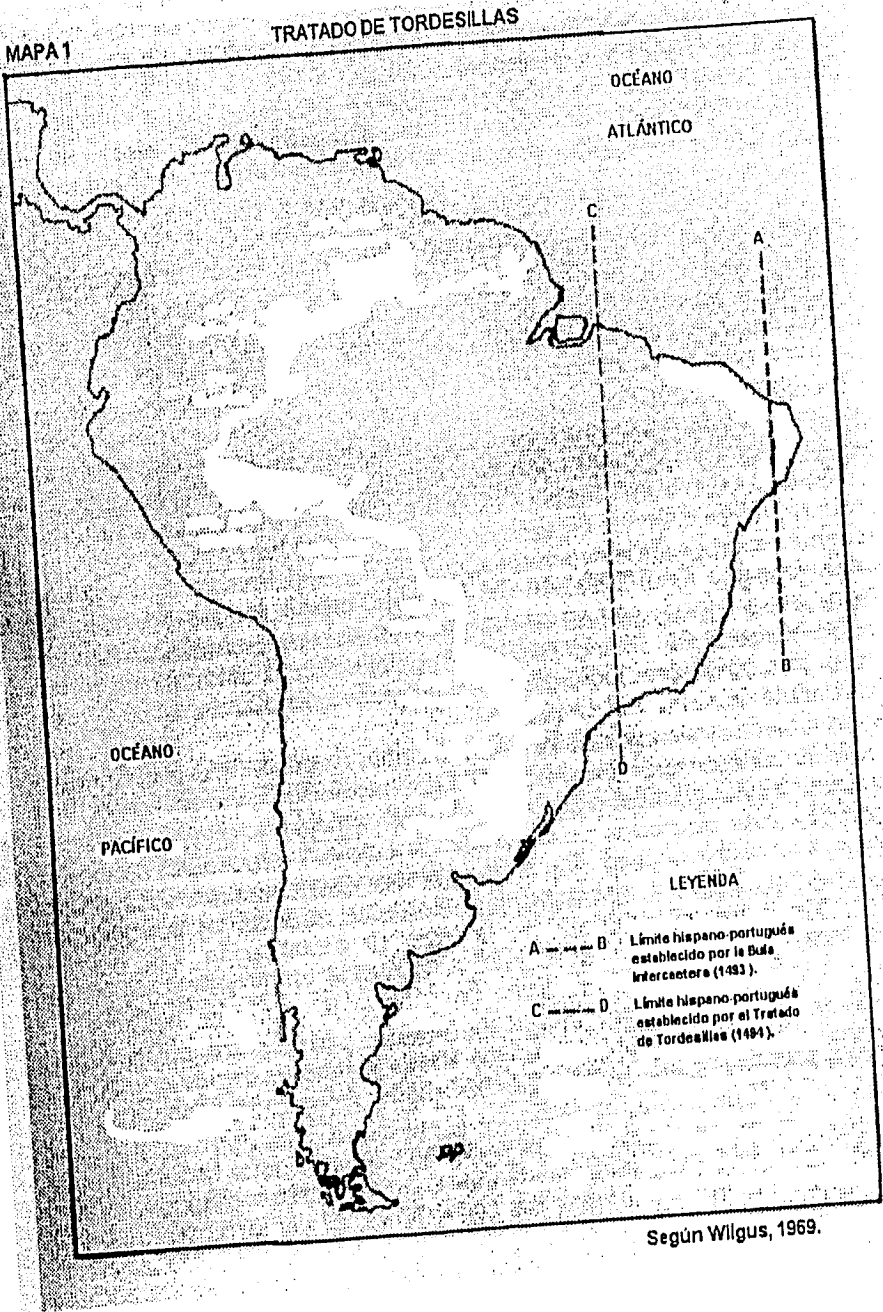 TRATADO DE TORDESILLAS
MAPA 1
OCÉANO
ATLÁNTICO
C
A
B
D
OCÉANO
PACÍFICO
LEYENDA
A B Límite hispano-portugués
establecido por la Bula
Intercaetera (1493).
C D Límite hispano-portugués
establecido por el Tratado
de Tordesillas (1494).
Según Wilgus, 1969.